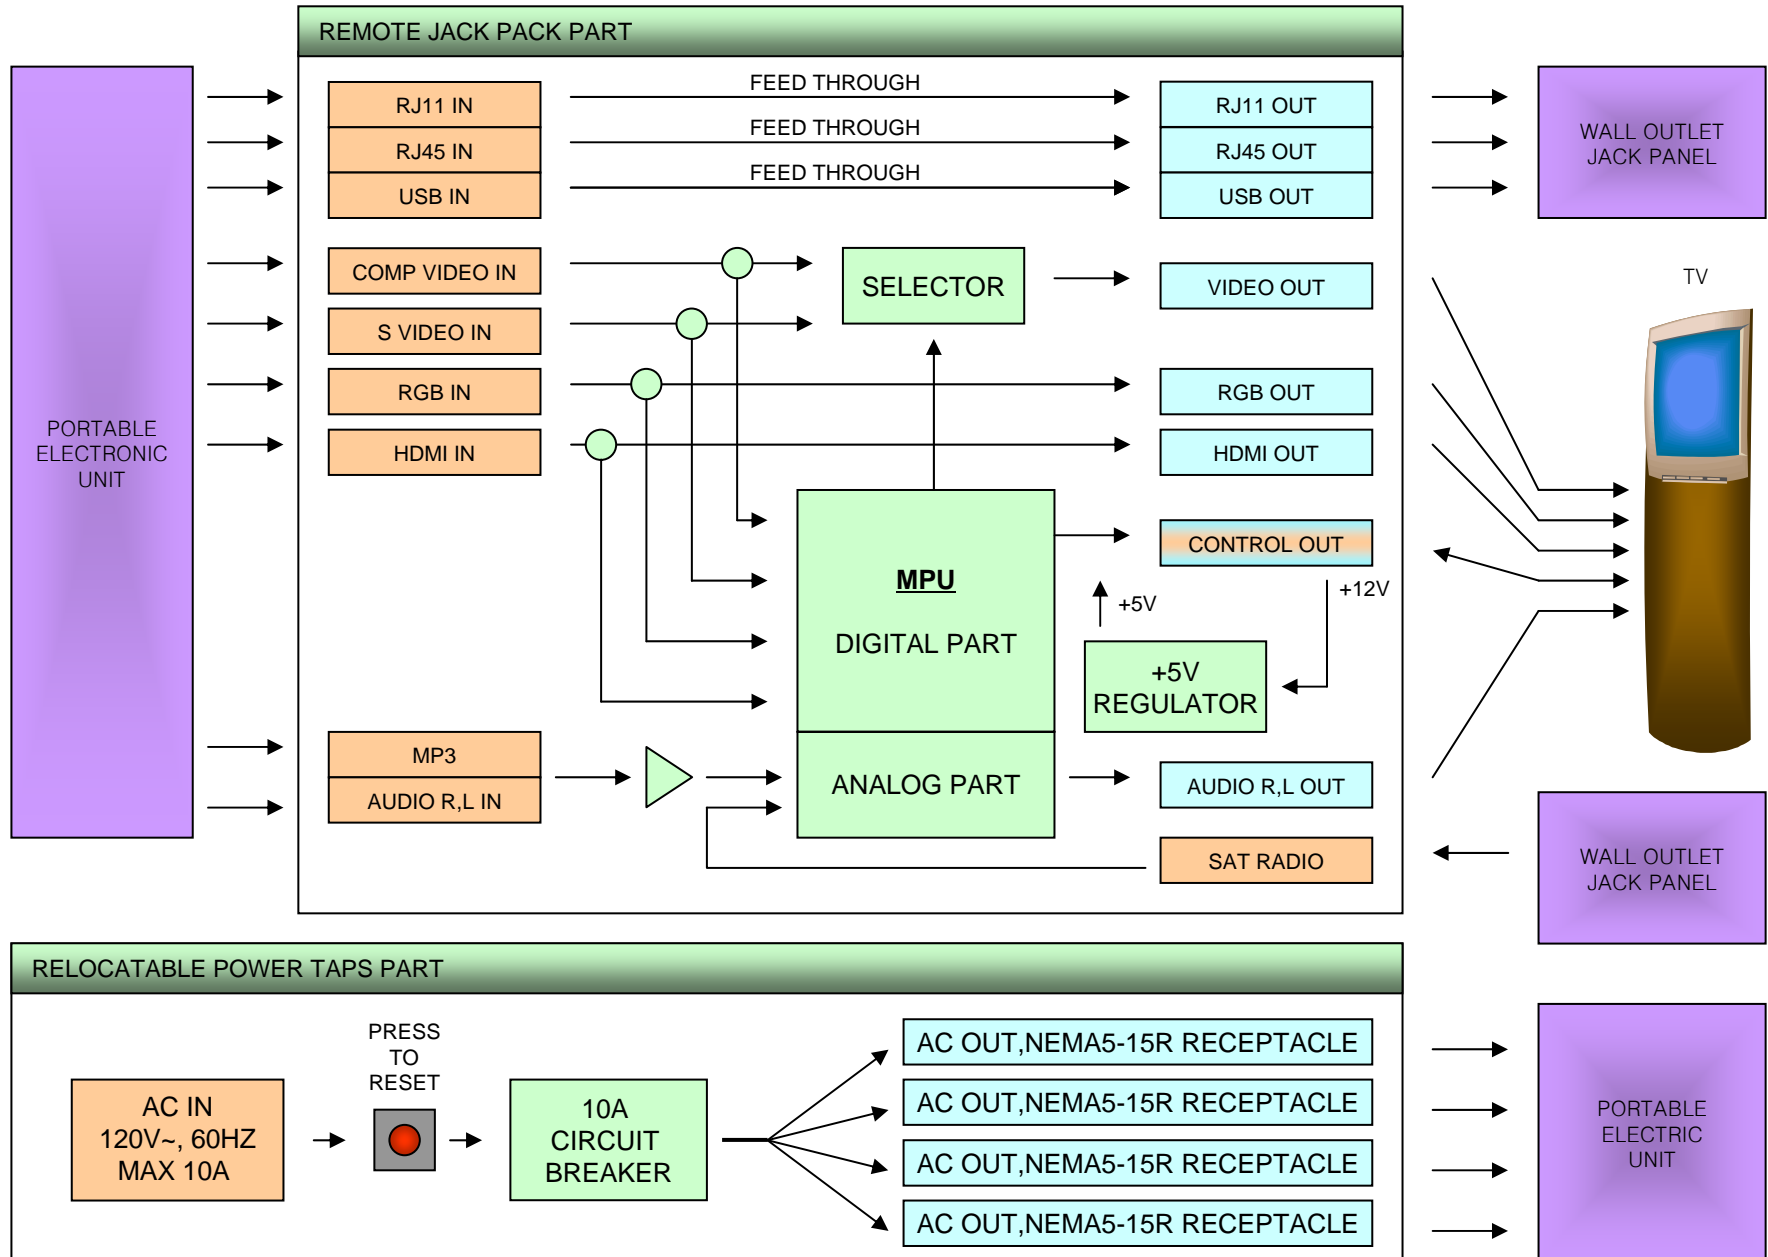 REMOTE JACK PACK PART
PORTABLE
ELECTRONIC
UNIT
RJ11 IN
FEED THROUGH
RJ11 OUT
RJ45 IN
FEED THROUGH
RJ45 OUT
USB IN
FEED THROUGH
USB OUT
WALL OUTLET
JACK PANEL
COMP VIDEO IN
SELECTOR
VIDEO OUT
TV
S VIDEO IN
RGB IN
RGB OUT
HDMI IN
HDMI OUT
MPU
DIGITAL PART
CONTROL OUT
+5V
+12V
+5V
REGULATOR
MP3
AUDIO R,L IN
ANALOG PART
AUDIO R,L OUT
SAT RADIO
WALL OUTLET
JACK PANEL
RELOCATABLE POWER TAPS PART
AC IN
120V~, 60HZ
MAX 10A
PRESS
TO
RESET
10A
CIRCUIT
BREAKER
AC OUT,NEMA5-15R RECEPTACLE
AC OUT,NEMA5-15R RECEPTACLE
AC OUT,NEMA5-15R RECEPTACLE
AC OUT,NEMA5-15R RECEPTACLE
PORTABLE
ELECTRIC
UNIT